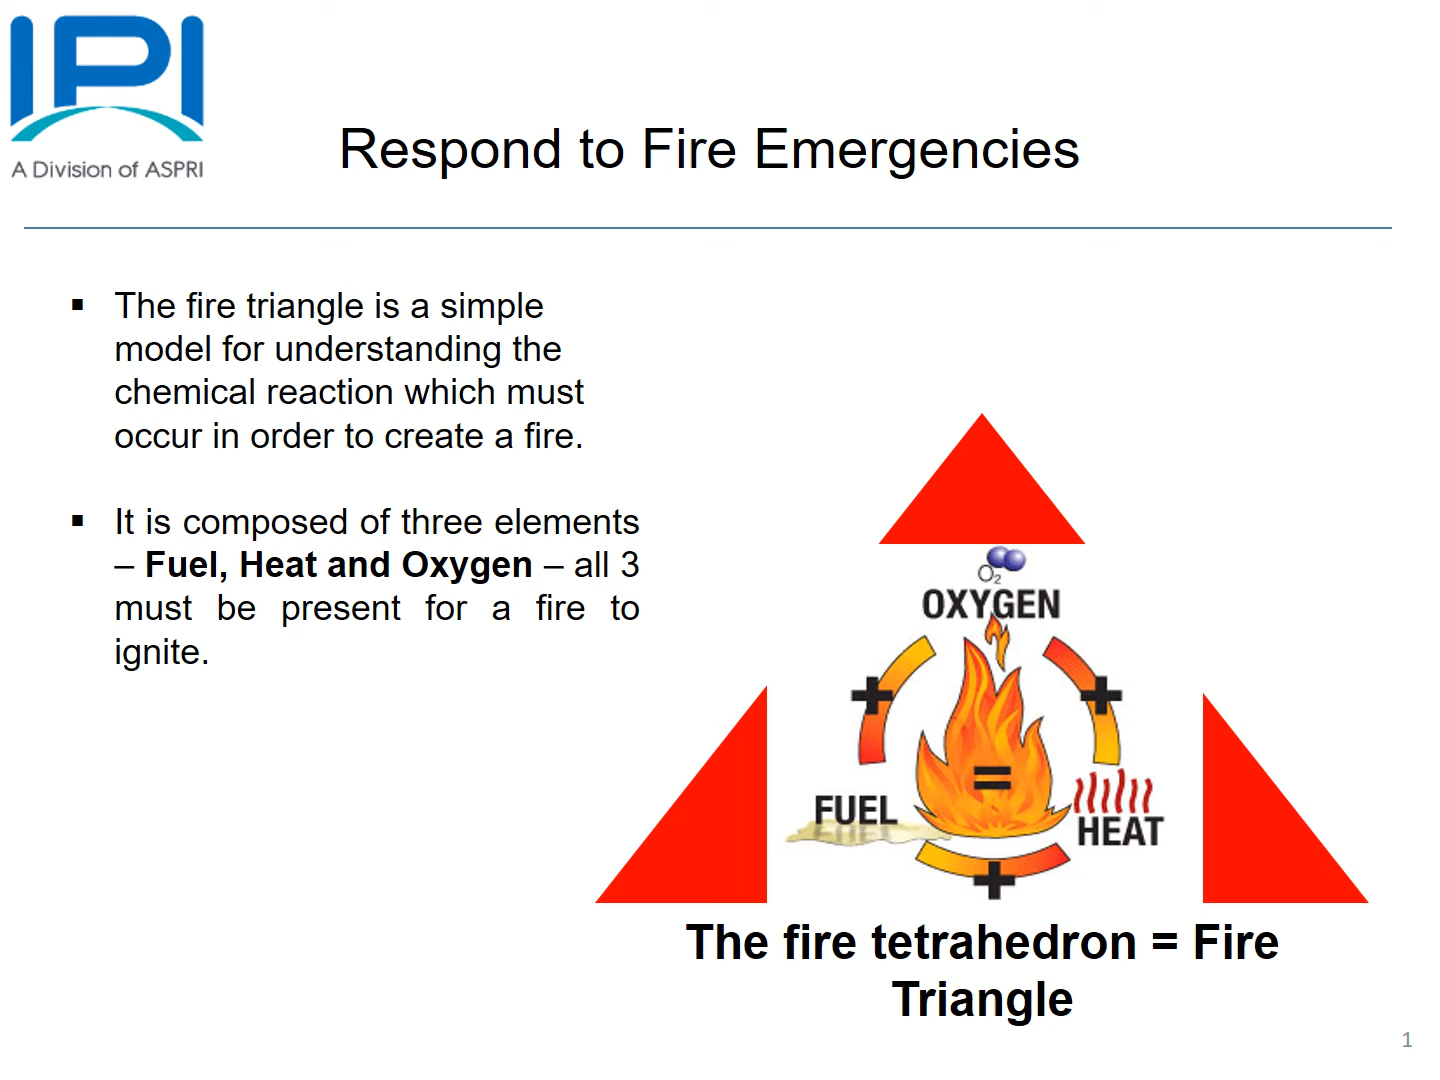 IPI
A Division of ASPRI
Respond to Fire Emergencies
▪ The fire triangle is a simple
model for understanding the
chemical reaction which must
occur in order to create a fire.
▪ It is composed of three elements
– Fuel, Heat and Oxygen – all 3
must be present for a fire to
ignite.
O₂
OXYGEN
+ +
=
FUEL
HEAT
+
The fire tetrahedron = Fire
Triangle
1